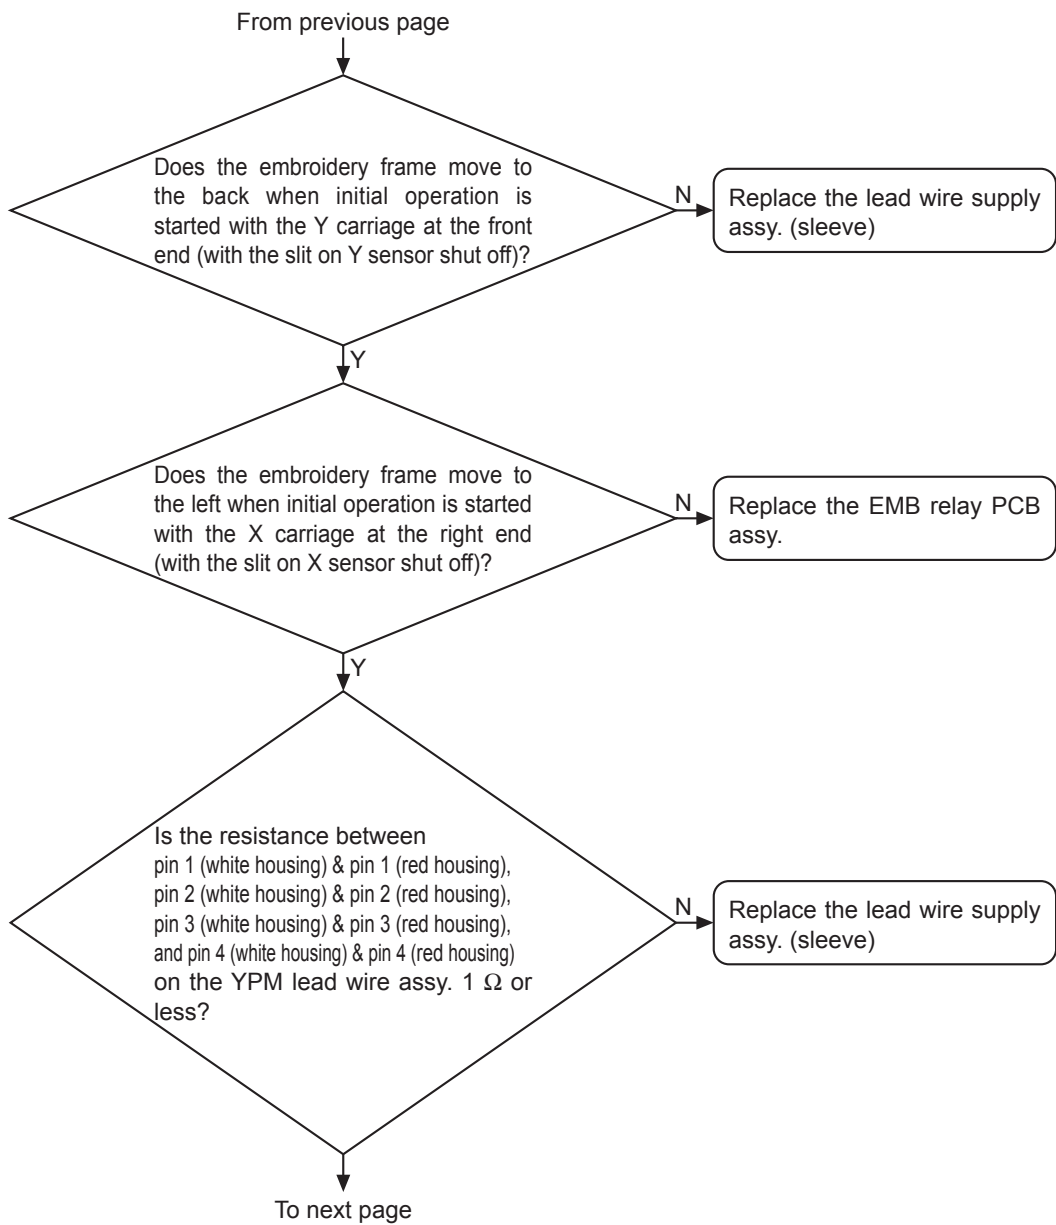 From previous page
Does the embroidery frame move to
the back when initial operation is
started with the Y carriage at the front
end (with the slit on Y sensor shut off)?
N
Replace the lead wire supply
assy. (sleeve)
Y
Does the embroidery frame move to
the left when initial operation is started
with the X carriage at the right end
(with the slit on X sensor shut off)?
N
Replace the EMB relay PCB
assy.
Y
Is the resistance between
pin 1 (white housing) & pin 1 (red housing),
pin 2 (white housing) & pin 2 (red housing),
pin 3 (white housing) & pin 3 (red housing),
and pin 4 (white housing) & pin 4 (red housing)
on the YPM lead wire assy. 1 Ω or
less?
N
Replace the lead wire supply
assy. (sleeve)
To next page